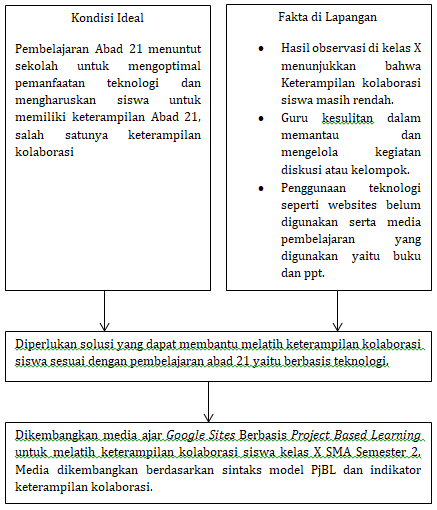 Kondisi Ideal
Pembelajaran Abad 21 menuntut
sekolah untuk mengoptimal
pemanfaatan teknologi dan
mengharuskan siswa untuk
memiliki keterampilan Abad 21,
salah satunya keterampilan
kolaborasi
Fakta di Lapangan
• Hasil observasi di kelas X
menunjukkan bahwa
Keterampilan kolaborasi
siswa masih rendah.
• Guru kesulitan dalam
memantau dan
mengelola kegiatan
diskusi atau kelompok.
• Penggunaan teknologi
seperti websites belum
digunakan serta media
pembelajaran yang
digunakan yaitu buku
dan ppt.
Diperlukan solusi yang dapat membantu melatih keterampilan kolaborasi
siswa sesuai dengan pembelajaran abad 21 yaitu berbasis teknologi.
Dikembangkan media ajar Google Sites Berbasis Project Based Learning
untuk melatih keterampilan kolaborasi siswa kelas X SMA Semester 2.
Media dikembangkan berdasarkan sintaks model PjBL dan indikator
keterampilan kolaborasi.